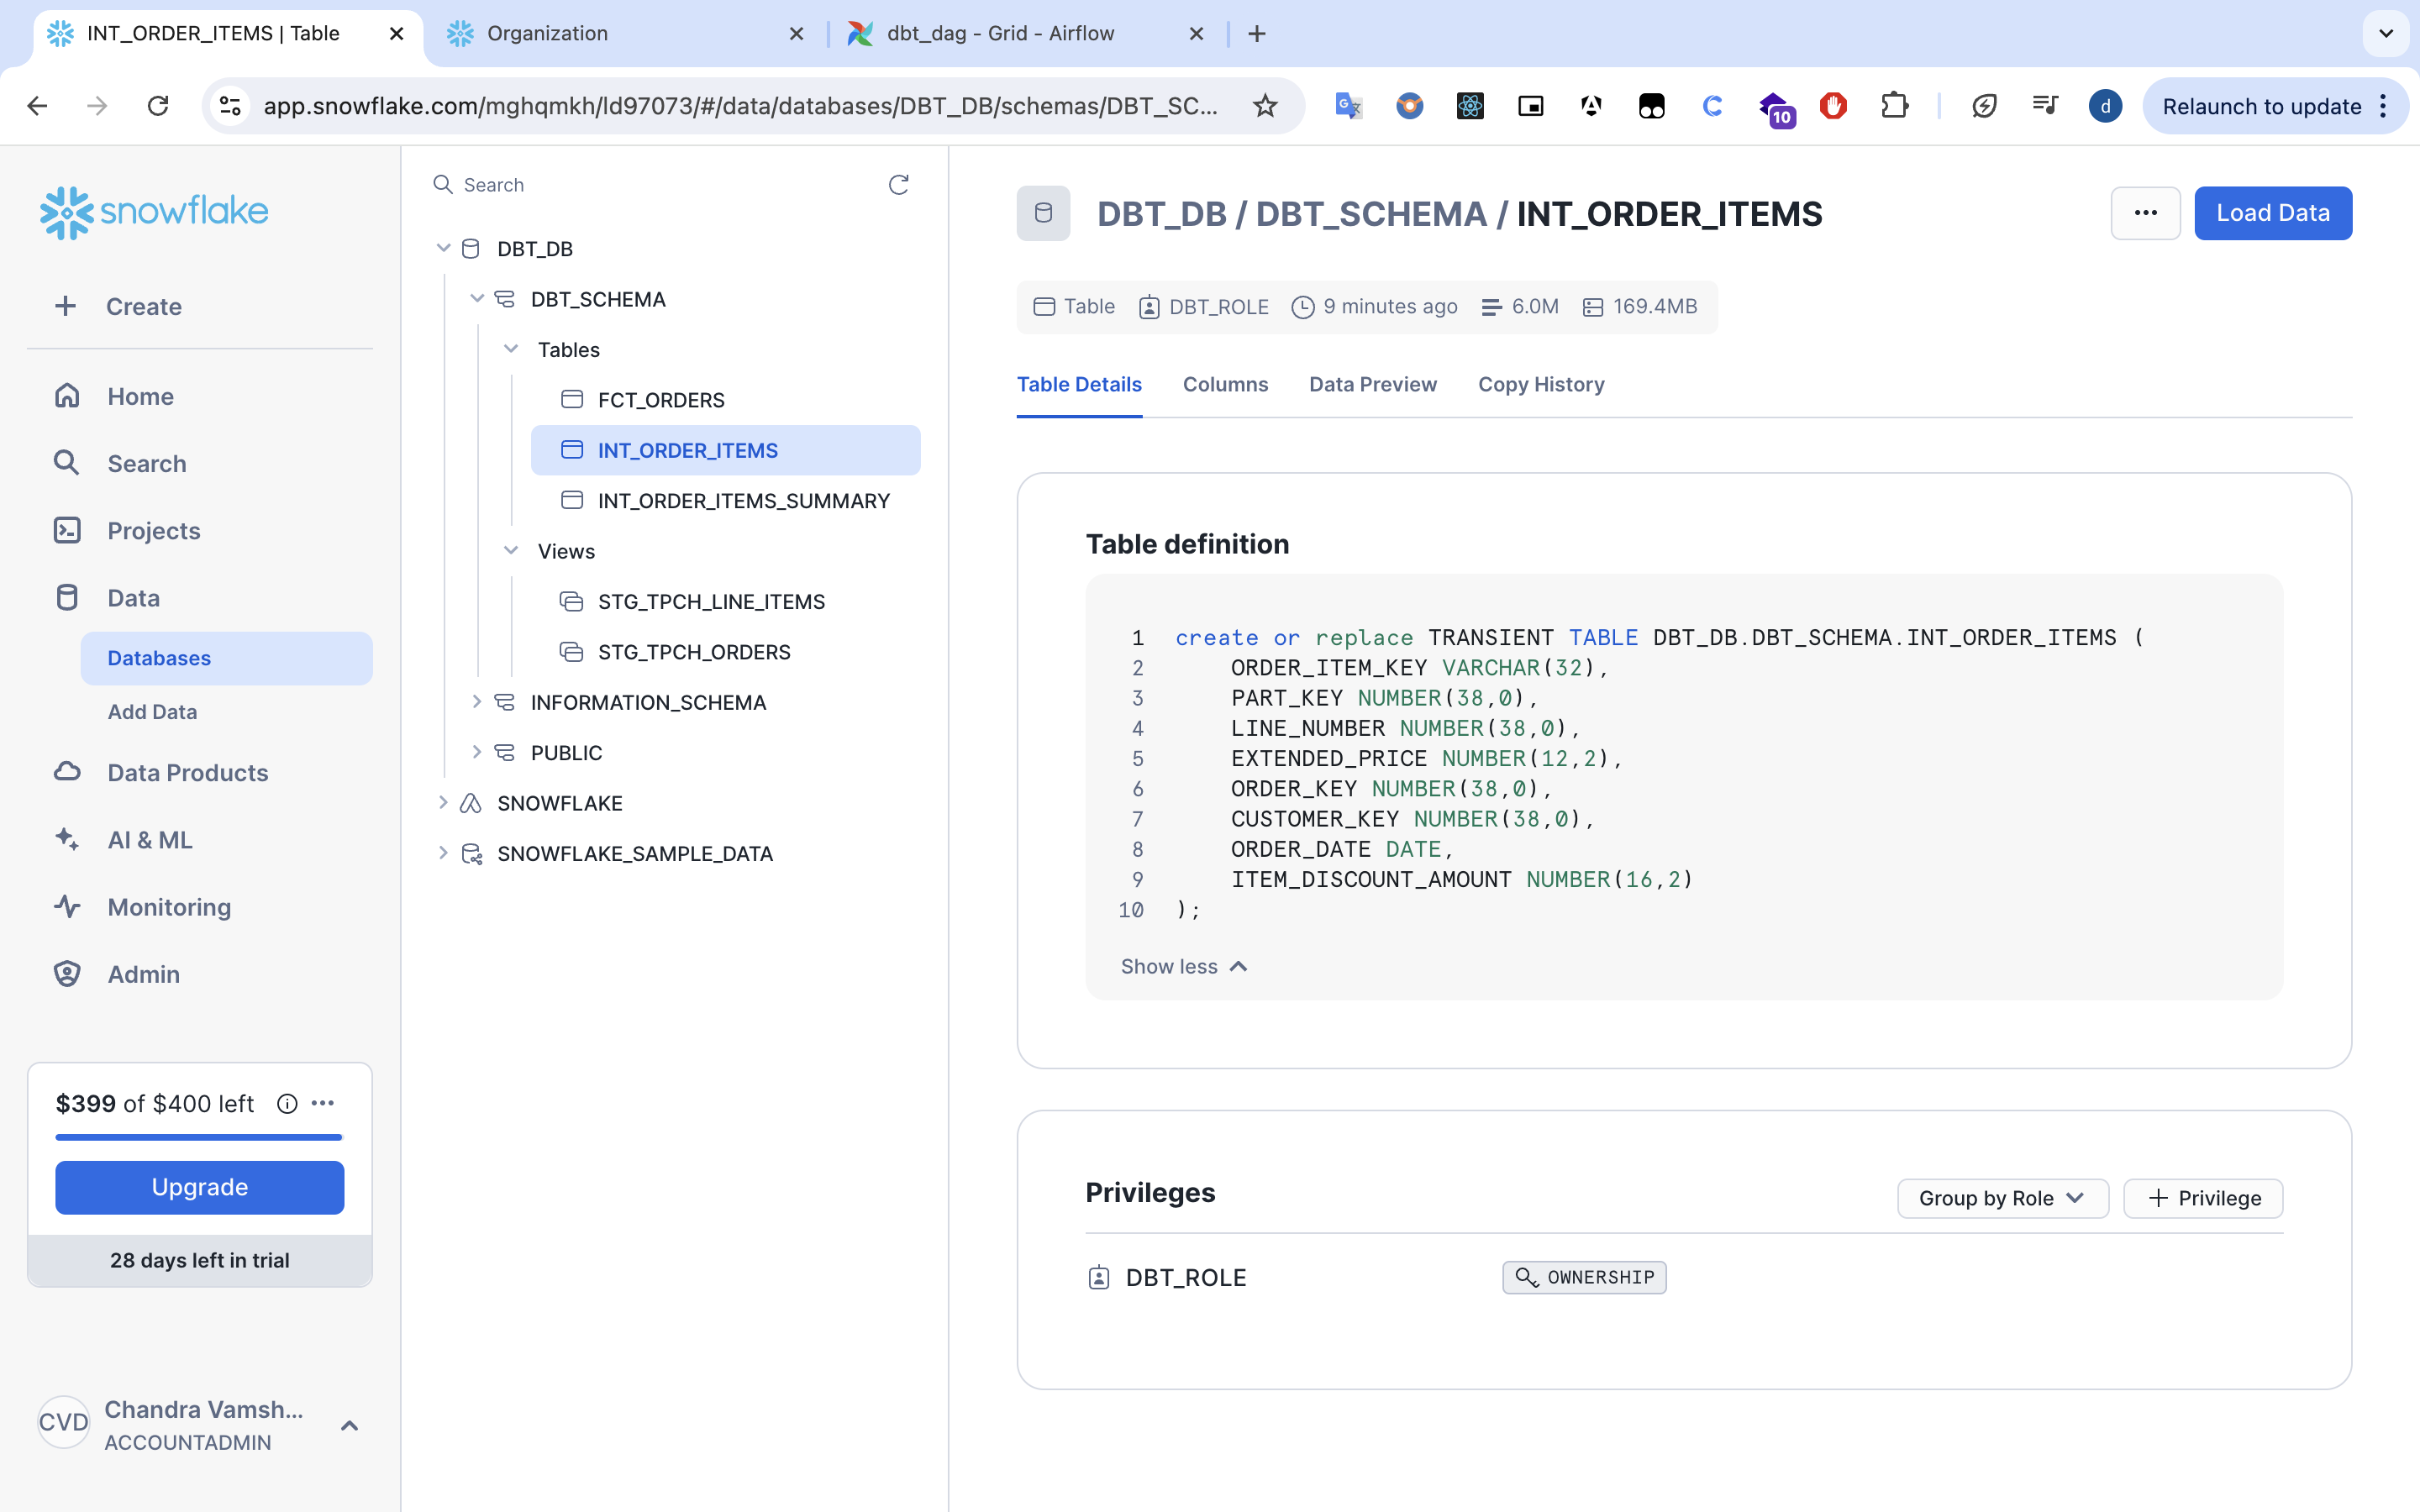 INT_ORDER_ITEMS | Table
Organization
dbt_dag - Grid - Airflow
app.snowflake.com/mghqmkh/ld97073/#/data/databases/DBT_DB/schemas/DBT_SC...
10
d
Relaunch to update
snowflake
Create
Home
Search
Projects
Data
Databases
Add Data
Data Products
AI & ML
Monitoring
Admin
$399 of $400 left
Upgrade
28 days left in trial
CVD
Chandra Vamsh...
ACCOUNTADMIN
Search
DBT_DB
DBT_SCHEMA
Tables
FCT_ORDERS
INT_ORDER_ITEMS
INT_ORDER_ITEMS_SUMMARY
Views
STG_TPCH_LINE_ITEMS
STG_TPCH_ORDERS
INFORMATION_SCHEMA
PUBLIC
SNOWFLAKE
SNOWFLAKE_SAMPLE_DATA
DBT_DB / DBT_SCHEMA / INT_ORDER_ITEMS
Load Data
Table DBT_ROLE 9 minutes ago 6.0M 169.4MB
Table Details Columns Data Preview Copy History
Table definition
1 create or replace TRANSIENT TABLE DBT_DB.DBT_SCHEMA.INT_ORDER_ITEMS (
2 ORDER_ITEM_KEY VARCHAR(32),
3 PART_KEY NUMBER(38,0),
4 LINE_NUMBER NUMBER(38,0),
5 EXTENDED_PRICE NUMBER(12,2),
6 ORDER_KEY NUMBER(38,0),
7 CUSTOMER_KEY NUMBER(38,0),
8 ORDER_DATE DATE,
9 ITEM_DISCOUNT_AMOUNT NUMBER(16,2)
10 );
Show less
Privileges
Group by Role
Privilege
DBT_ROLE
OWNERSHIP